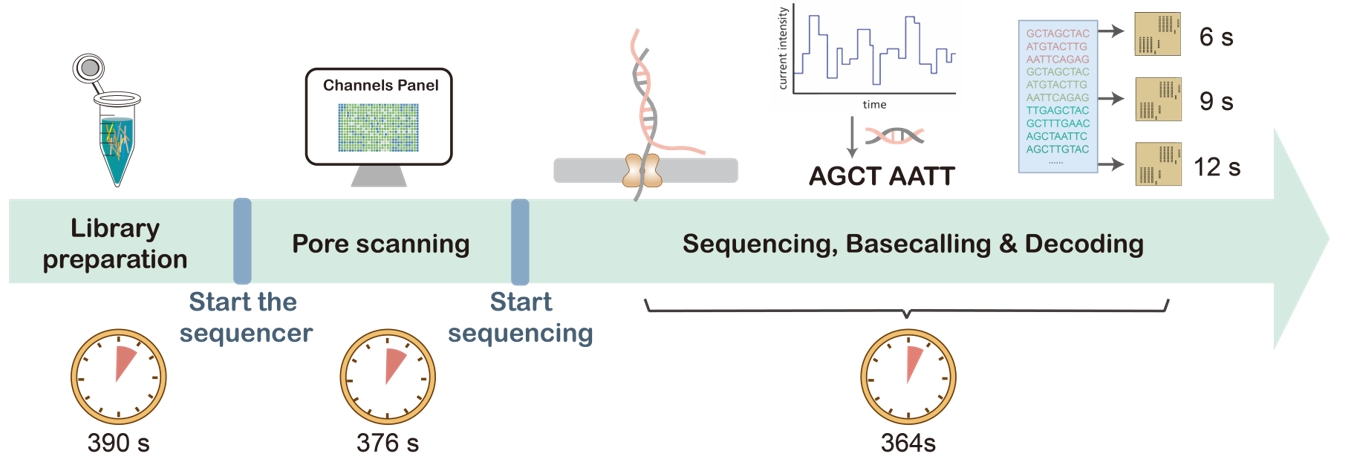 Channels Panel
current intensity
time
AGCT AATT
GCTAGCTAC
ATGTACTTG
AATTCAGAG
GCTAGCTAC
ATGTACTTG
AATTCAGAG
TTGAGCTAC
GCTTTGAAC
AGCTAATTC
AGCTTGTAC
......
6 s
9 s
12 s
Library
preparation
Pore scanning
Sequencing, Basecalling & Decoding
Start the
sequencer
Start
sequencing
390 s
376 s
364s